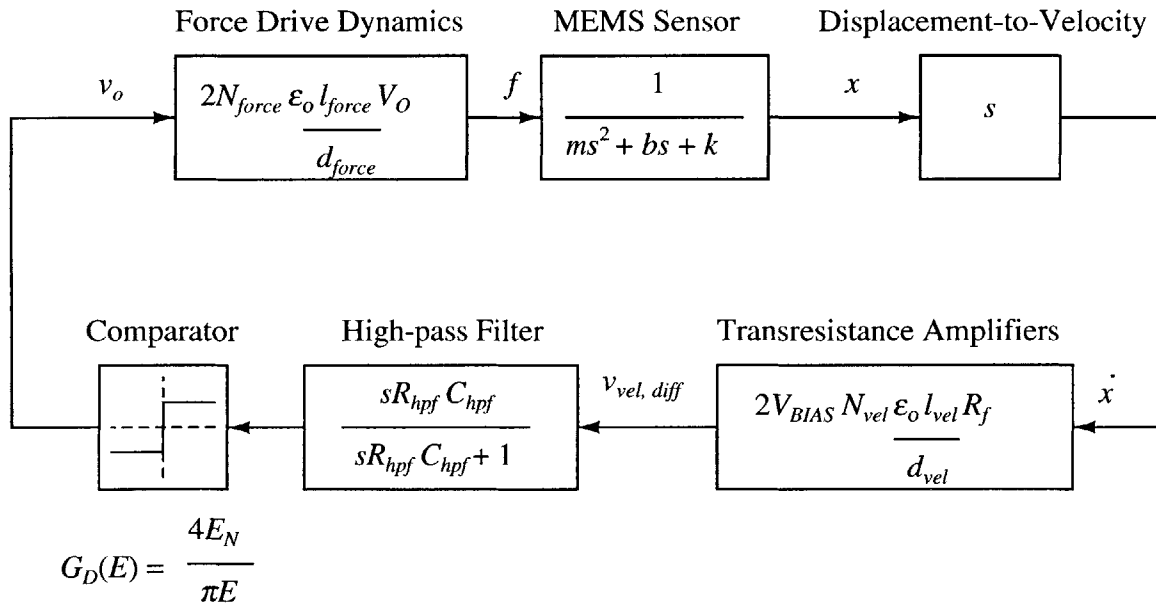 Force Drive Dynamics
MEMS Sensor
Displacement-to-Velocity
v_o
2N_force ε_o l_force V_O
d_force
f
1
ms² + bs + k
x
s
Comparator
High-pass Filter
Transresistance Amplifiers
sR_hpf C_hpf
sR_hpf C_hpf + 1
v_vel, diff
2V_BIAS N_vel ε_o l_vel R_f
d_vel
ẋ
G_D(E) = 4E_N
πE